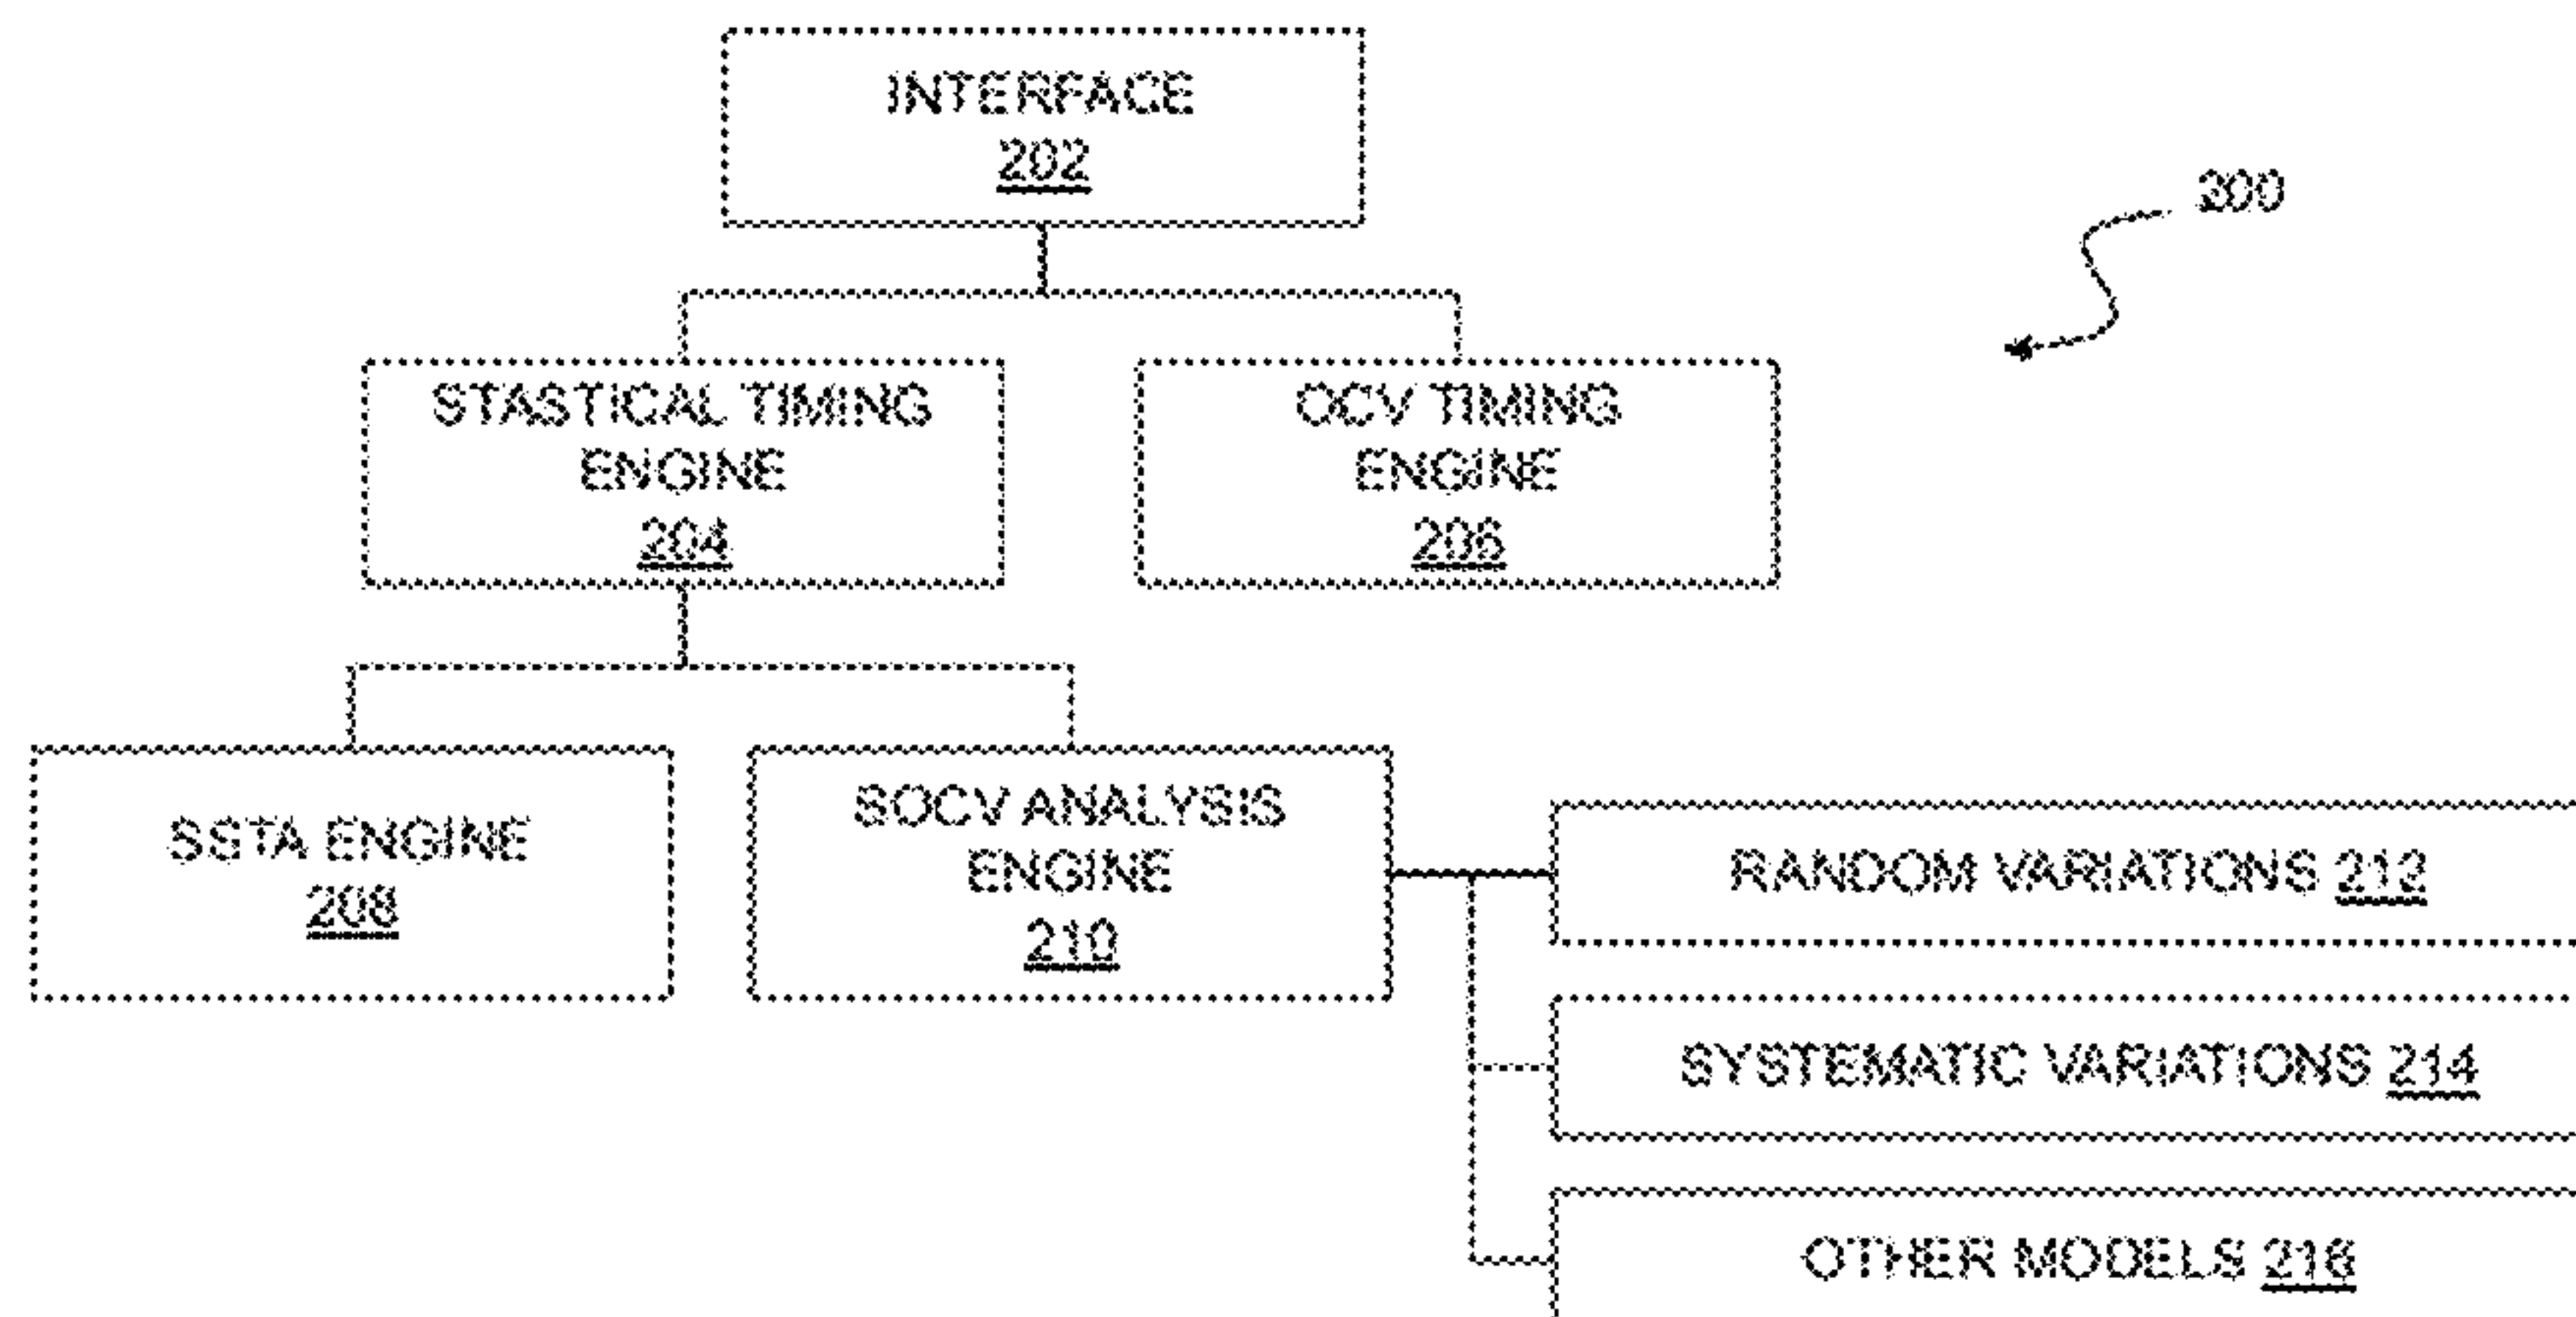 INTERFACE
202
200
STASTICAL TIMING
ENGINE
204
OCV TIMING
ENGINE
206
SSTA ENGINE
208
SOCV ANALYSIS
ENGINE
210
RANDOM VARIATIONS 212
SYSTEMATIC VARIATIONS 214
OTHER MODELS 216